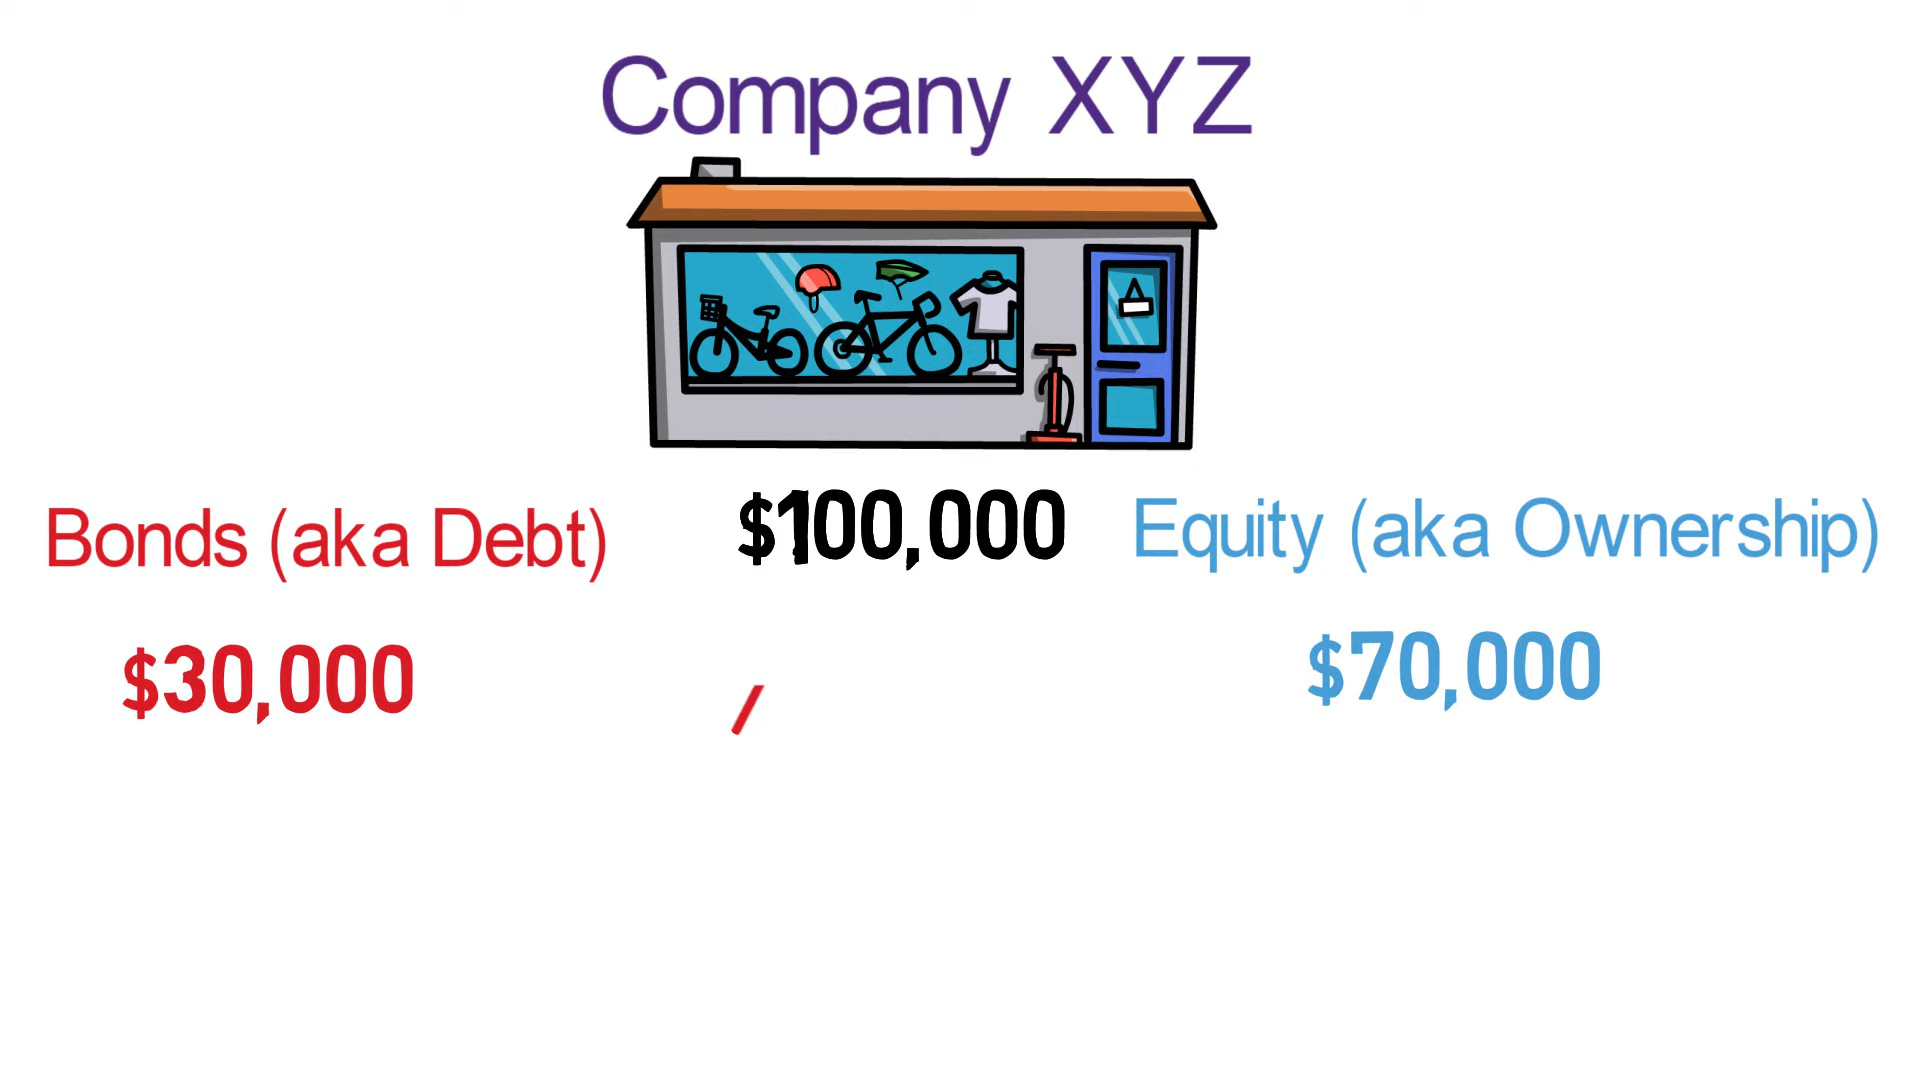 Company XYZ
Bonds (aka Debt)
$100,000
Equity (aka Ownership)
$30,000
$70,000